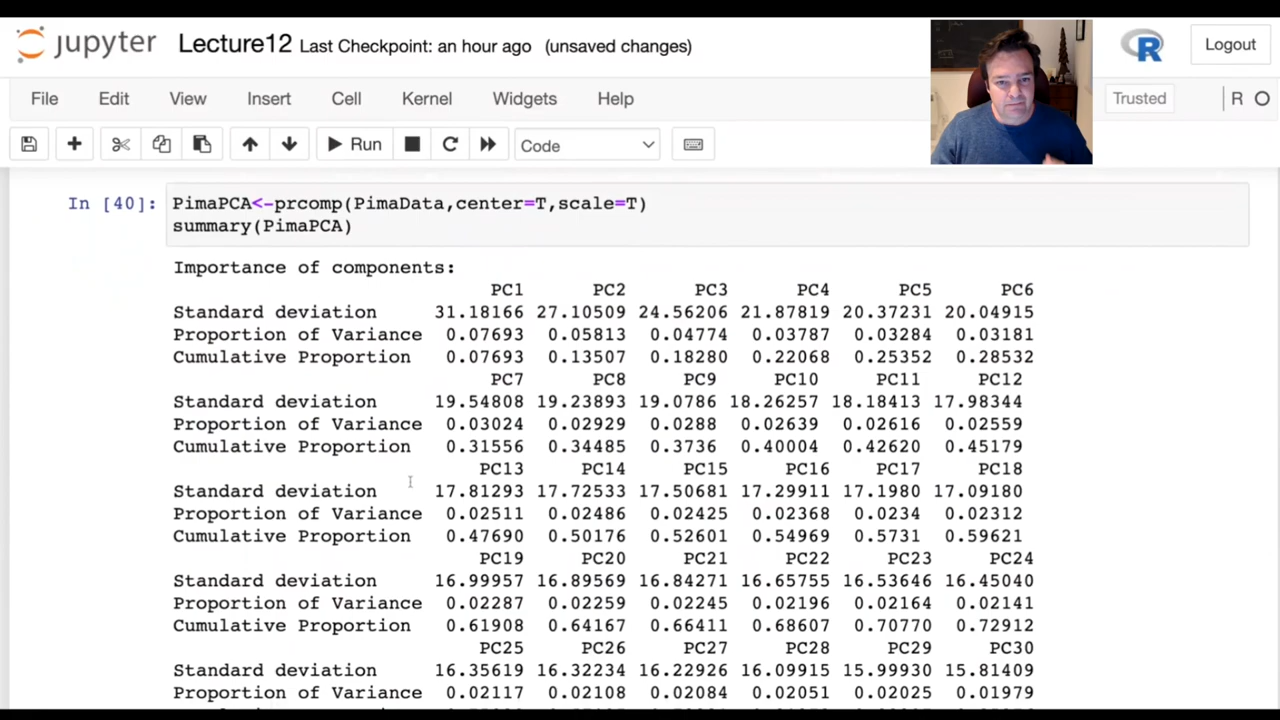 jupyter Lecture12 Last Checkpoint: an hour ago (unsaved changes) Logout
File Edit View Insert Cell Kernel Widgets Help Trusted R
Run Code
In [40]: PimaPCA<-prcomp(PimaData,center=T,scale=T)
summary(PimaPCA)
Importance of components:
PC1 PC2 PC3 PC4 PC5 PC6
Standard deviation 31.18166 27.10509 24.56206 21.87819 20.37231 20.04915
Proportion of Variance 0.07693 0.05813 0.04774 0.03787 0.03284 0.03181
Cumulative Proportion 0.07693 0.13507 0.18280 0.22068 0.25352 0.28532
PC7 PC8 PC9 PC10 PC11 PC12
Standard deviation 19.54808 19.23893 19.0786 18.26257 18.18413 17.98344
Proportion of Variance 0.03024 0.02929 0.0288 0.02639 0.02616 0.02559
Cumulative Proportion 0.31556 0.34485 0.3736 0.40004 0.42620 0.45179
PC13 PC14 PC15 PC16 PC17 PC18
Standard deviation 17.81293 17.72533 17.50681 17.29911 17.1980 17.09180
Proportion of Variance 0.02511 0.02486 0.02425 0.02368 0.0234 0.02312
Cumulative Proportion 0.47690 0.50176 0.52601 0.54969 0.5731 0.59621
PC19 PC20 PC21 PC22 PC23 PC24
Standard deviation 16.99957 16.89569 16.84271 16.65755 16.53646 16.45040
Proportion of Variance 0.02287 0.02259 0.02245 0.02196 0.02164 0.02141
Cumulative Proportion 0.61908 0.64167 0.66411 0.68607 0.70770 0.72912
PC25 PC26 PC27 PC28 PC29 PC30
Standard deviation 16.35619 16.32234 16.22926 16.09915 15.99930 15.81409
Proportion of Variance 0.02117 0.02108 0.02084 0.02051 0.02025 0.01979